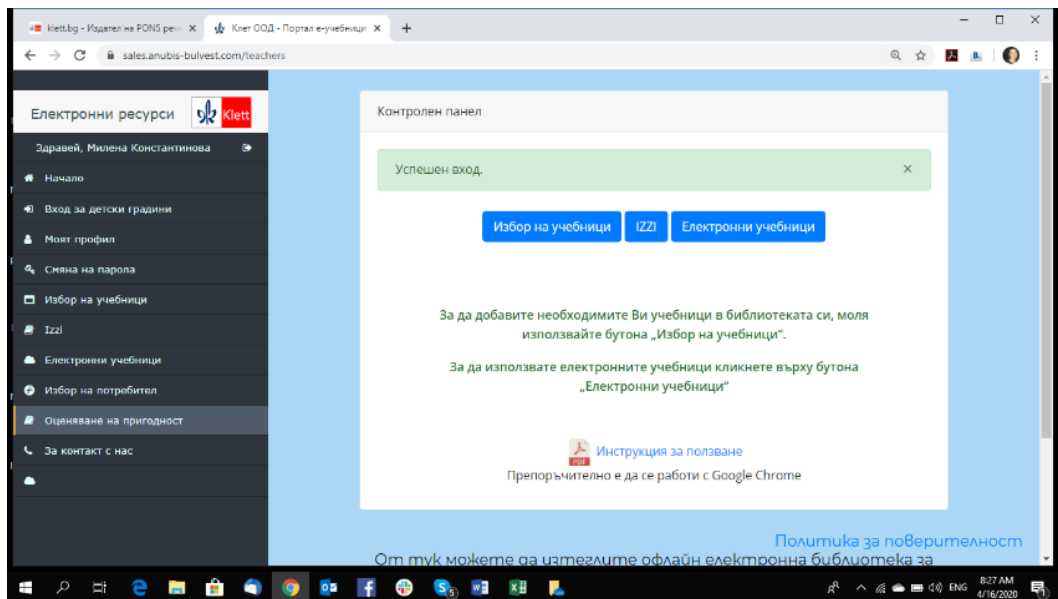 klett.bg - Издател на PONS реч
Клет ООД - Портал е-учебници
sales.anubis-bulvest.com/teachers
Електронни ресурси
Klett
Здравей, Милена Константинова
Начало
Вход за детски градини
Моят профил
Смяна на парола
Избор на учебници
Izzi
Електронни учебници
Избор на потребител
Оценяване на пригодност
За контакт с нас
Контролен панел
Успешен вход.
Избор на учебници
IZZI
Електронни учебници
За да добавите необходимите Ви учебници в библиотеката си, моля
използвайте бутона „Избор на учебници“.
За да използвате електронните учебници кликнете върху бутона
„Електронни учебници“
PDF
Инструкция за ползване
Препоръчително е да се работи с Google Chrome
Политика за поверителност
От тук можете да изтеглите офлайн електронна библиотека за
ENG
8:27 AM
4/16/2020